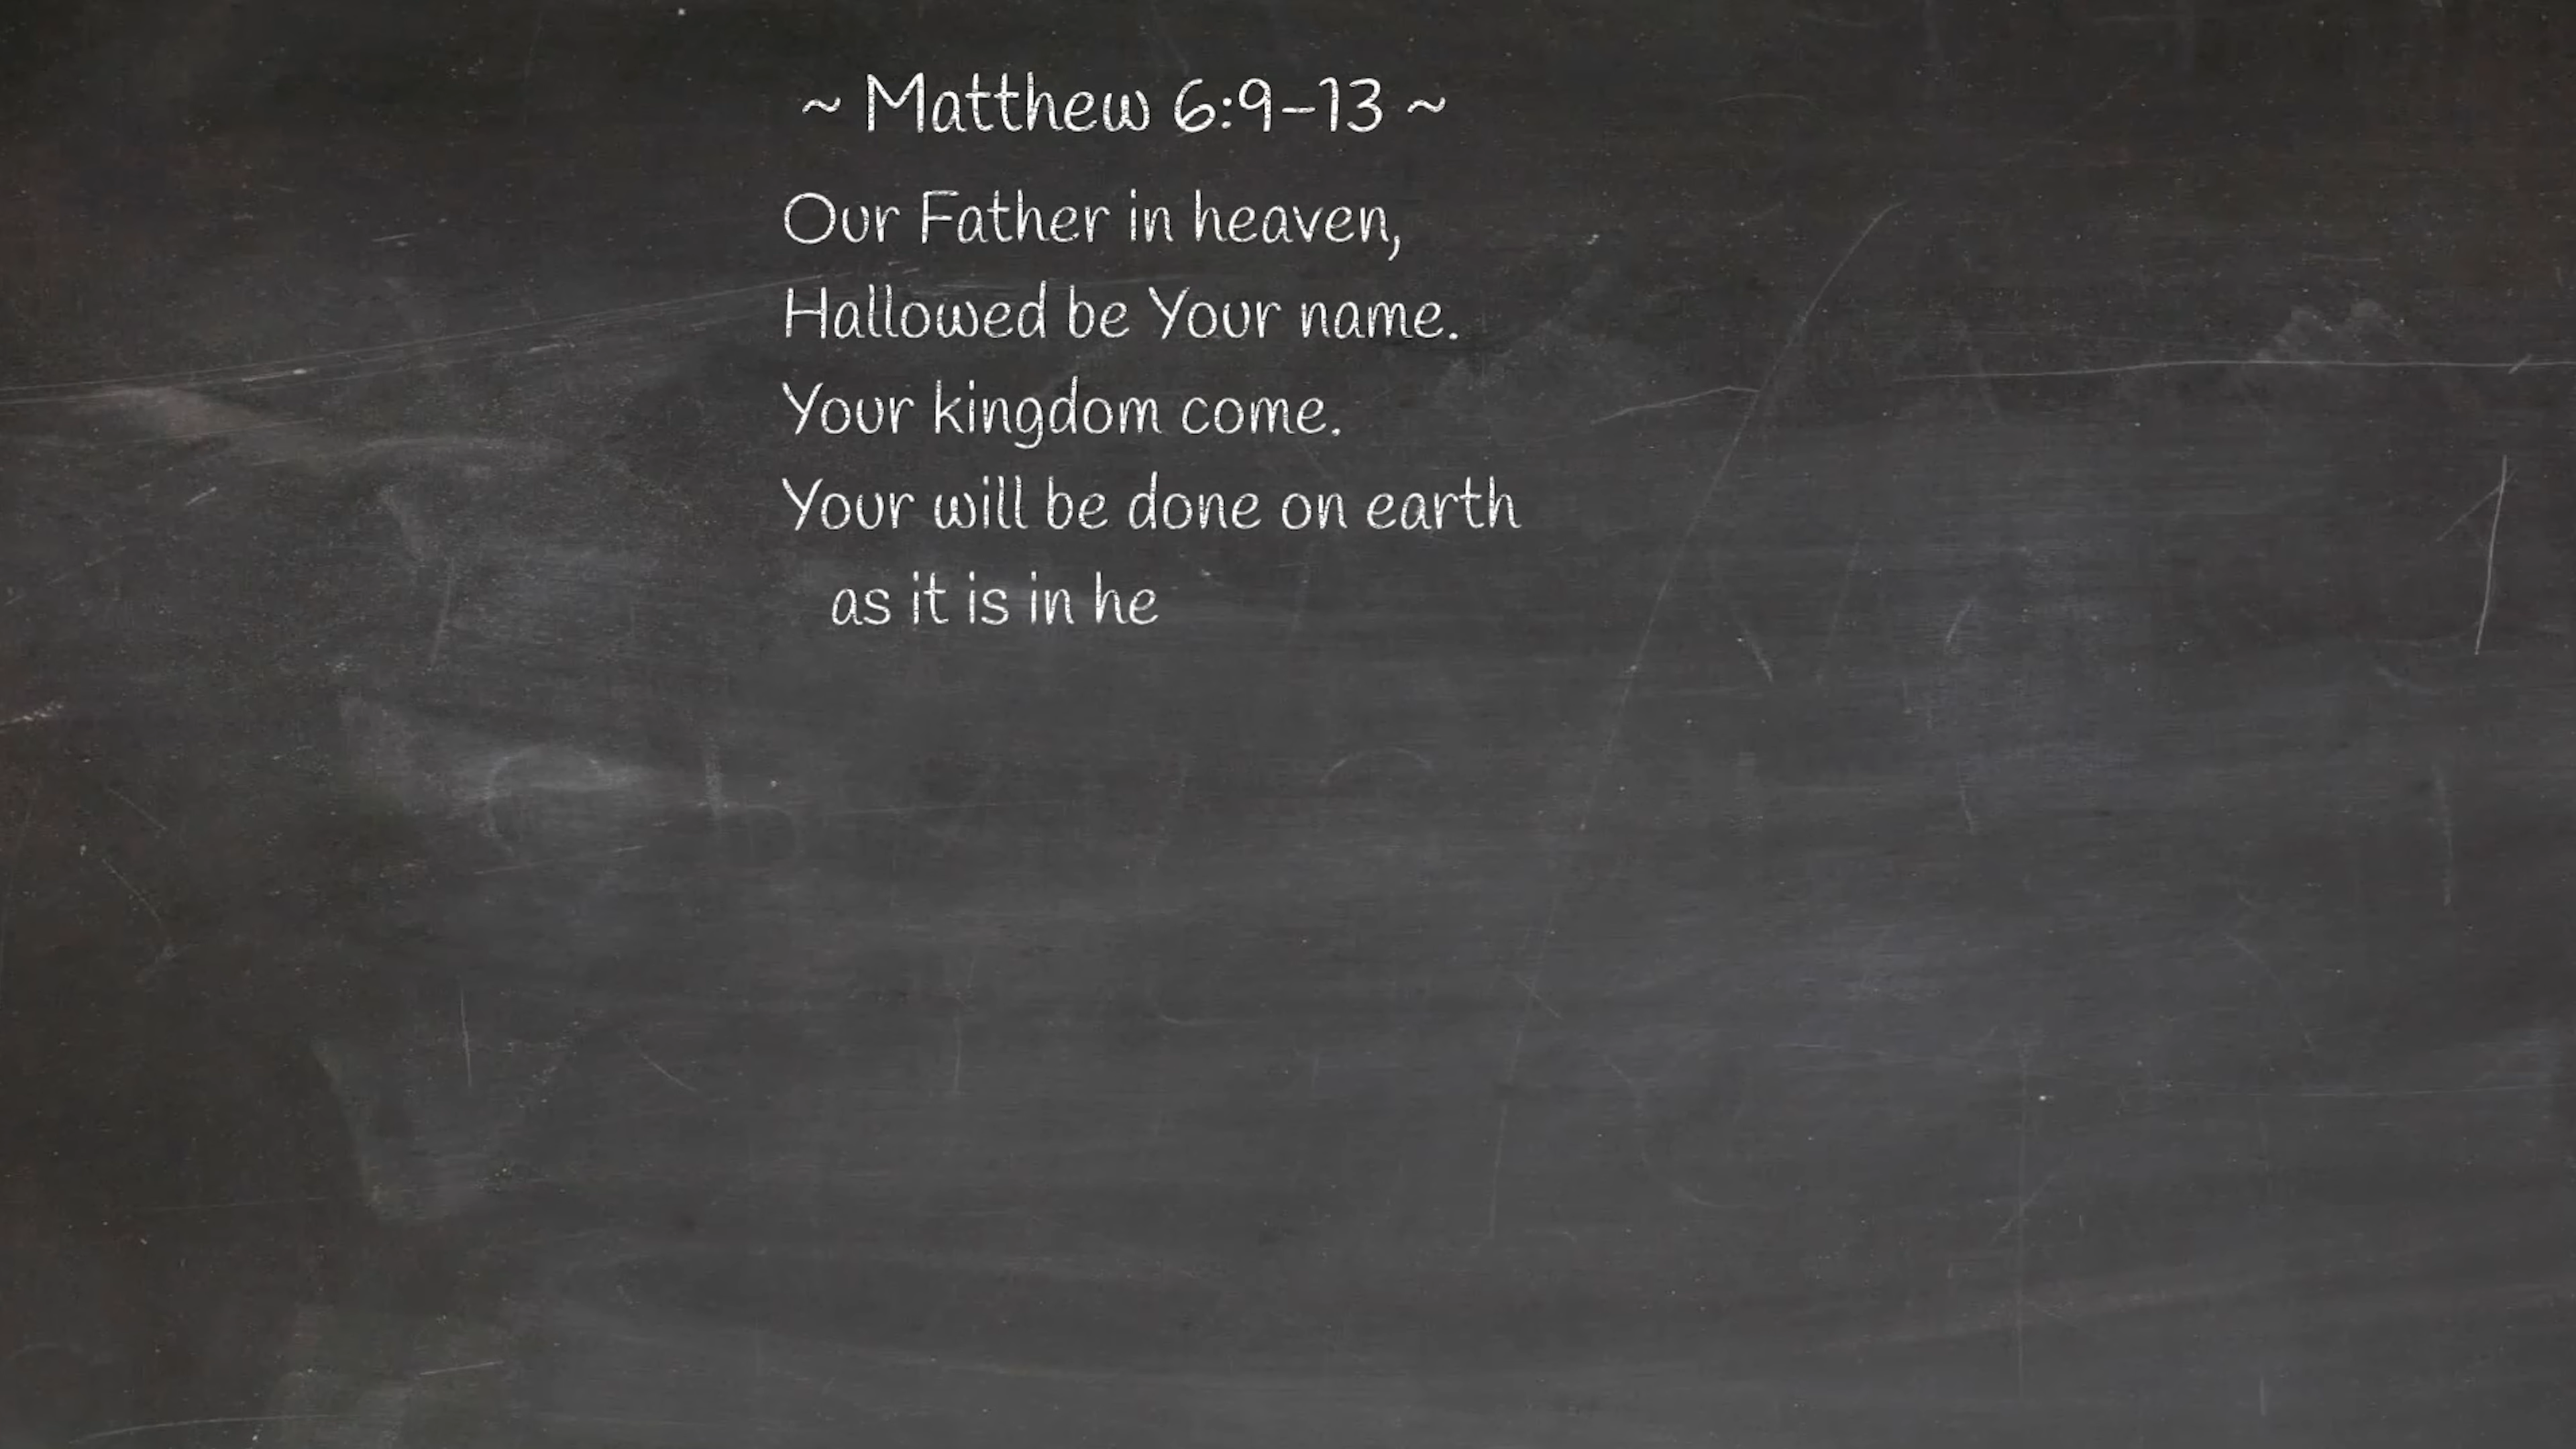 ~ Matthew 6:9-13 ~
Our Father in heaven,
Hallowed be Your name.
Your kingdom come.
Your will be done on earth
as it is in he